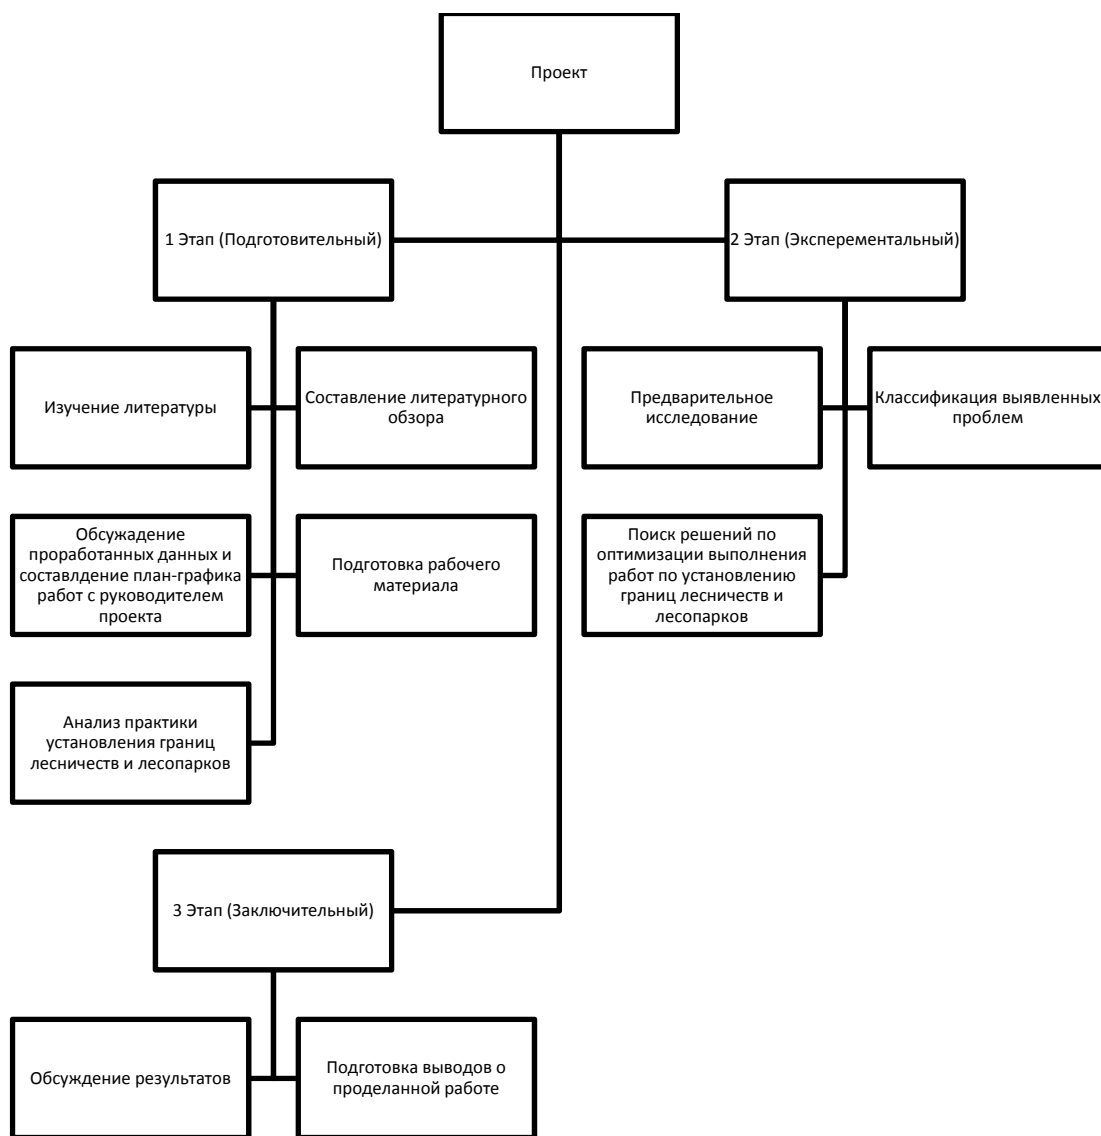 Проект
1 Этап (Подготовительный)
2 Этап (Эксперементальный)
Изучение литературы
Составление литературного
обзора
Предварительное
исследование
Классификация выявленных
проблем
Обсужадение
проработанных данных и
составлдение план-графика
работ с руководителем
проекта
Подготовка рабочего
материала
Поиск решений по
оптимизации выполнения
работ по установлению
границ лесничеств и
лесопарков
Анализ практики
установления границ
лесничеств и лесопарков
3 Этап (Заключительный)
Обсуждение результатов
Подготовка выводов о
проделанной работе